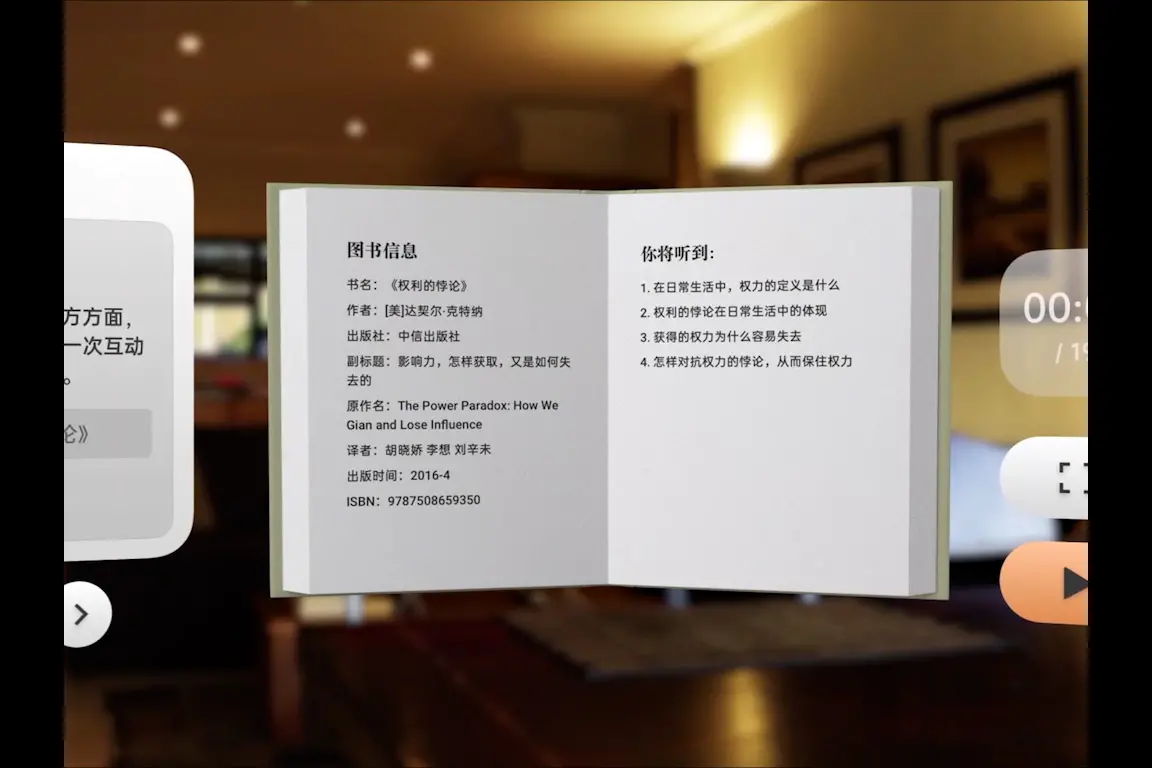 方方面，
一次互动
。
论》
图书信息
书名：《权利的悖论》
作者：[美]达契尔·克特纳
出版社：中信出版社
副标题：影响力，怎样获取，又是如何失
去的
原作名：The Power Paradox: How We
Gian and Lose Influence
译者：胡晓娇 李想 刘辛未
出版时间：2016-4
ISBN：9787508659350
你将听到:
1. 在日常生活中，权力的定义是什么
2. 权利的悖论在日常生活中的体现
3. 获得的权力为什么容易失去
4. 怎样对抗权力的悖论，从而保住权力
00:
/ 19